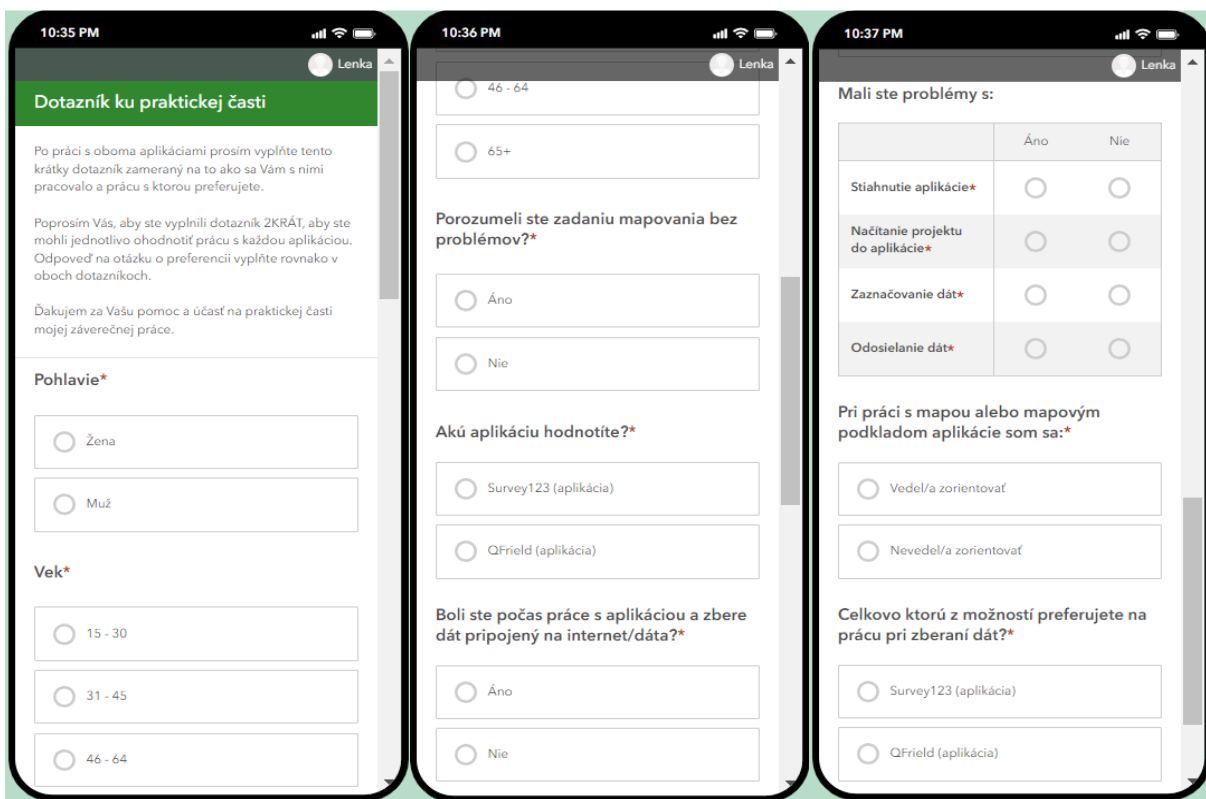 10:35 PM
Lenka
Dotazník ku praktickej časti
Po práci s oboma aplikáciami prosím vyplňte tento
krátky dotazník zameraný na to ako sa Vám s nimi
pracovalo a prácu s ktorou preferujete.
Poprosím Vás, aby ste vyplnili dotazník 2KRÁT, aby ste
mohli jednotlivo ohodnotiť prácu s každou aplikáciou.
Odpoveď na otázku o preferencii vyplňte rovnako v
oboch dotazníkoch.
Ďakujem za Vašu pomoc a účasť na praktickej časti
mojej záverečnej práce.
Pohlavie*
Žena
Muž
Vek*
15 - 30
31 - 45
46 - 64
10:36 PM
Lenka
46 - 64
65+
Porozumeli ste zadaniu mapovania bez
problémov?*
Áno
Nie
Akú aplikáciu hodnotíte?*
Survey123 (aplikácia)
QFrield (aplikácia)
Boli ste počas práce s aplikáciou a zbere
dát pripojený na internet/dáta?*
Áno
Nie
10:37 PM
Lenka
Mali ste problémy s:
Áno Nie
Stiahnutie aplikácie*
Načítanie projektu
do aplikácie*
Zaznačovanie dát*
Odosielanie dát*
Pri práci s mapou alebo mapovým
podkladom aplikácie som sa:*
Vedel/a zorientovať
Nevedel/a zorientovať
Celkovo ktorú z možností preferujete na
prácu pri zberaní dát?*
Survey123 (aplikácia)
QFrield (aplikácia)